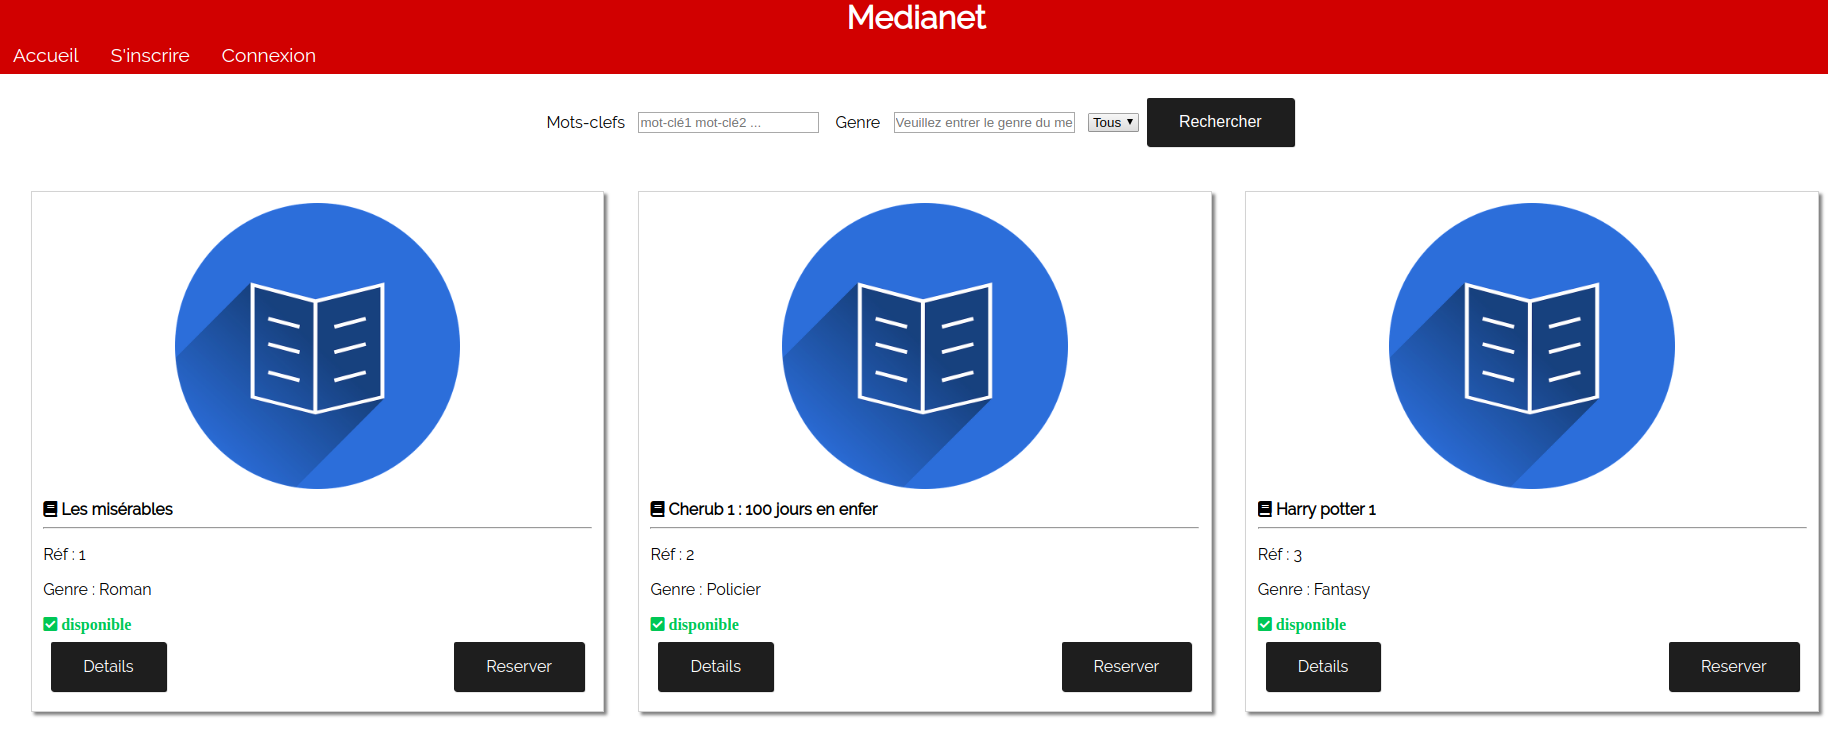 Medianet
Accueil S'inscrire Connexion
Mots-clefs mot-clé1 mot-clé2 ... Genre Veuillez entrer le genre du me Tous Rechercher
Les misérables
Réf : 1
Genre : Roman
disponible
Details Reserver
Cherub 1 : 100 jours en enfer
Réf : 2
Genre : Policier
disponible
Details Reserver
Harry potter 1
Réf : 3
Genre : Fantasy
disponible
Details Reserver